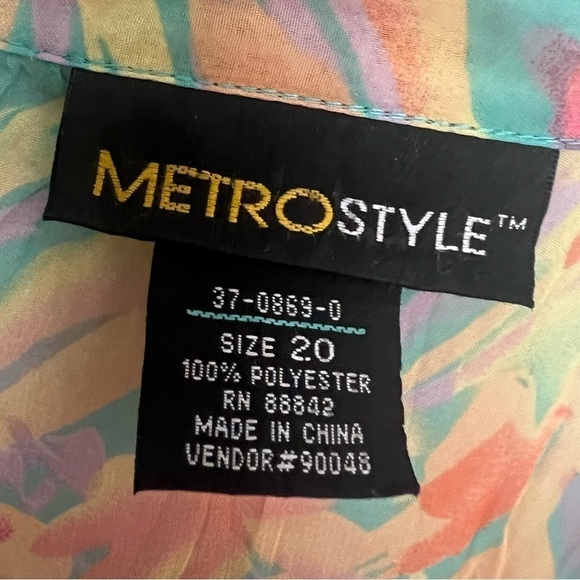 METROSTYLE™
37-0869-0
SIZE 20
100% POLYESTER
RN 88842
MADE IN CHINA
VENDOR#90048